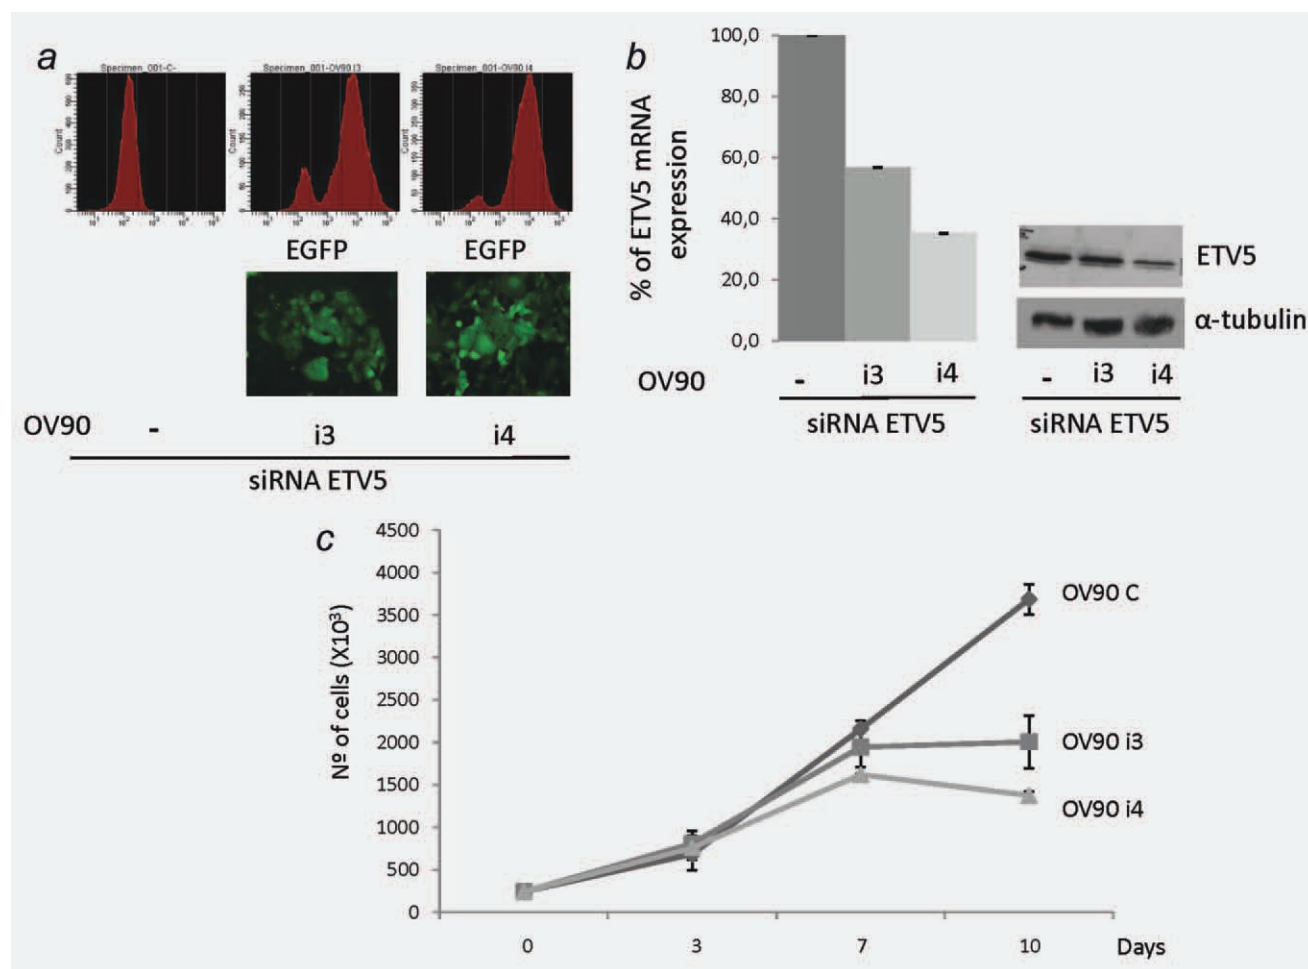 a
Specimen_001-C-
Specimen_001-OV90 i3
Specimen_001-OV90 i4
Count
Count
Count
EGFP
EGFP
OV90
-
i3
i4
siRNA ETV5
b
% of ETV5 mRNA
expression
100,0
80,0
60,0
40,0
20,0
0,0
OV90
-
i3
i4
siRNA ETV5
ETV5
α-tubulin
-
i3
i4
siRNA ETV5
c
Nº of cells (X10³)
4500
4000
3500
3000
2500
2000
1500
1000
500
0
0
3
7
10
Days
OV90 C
OV90 i3
OV90 i4